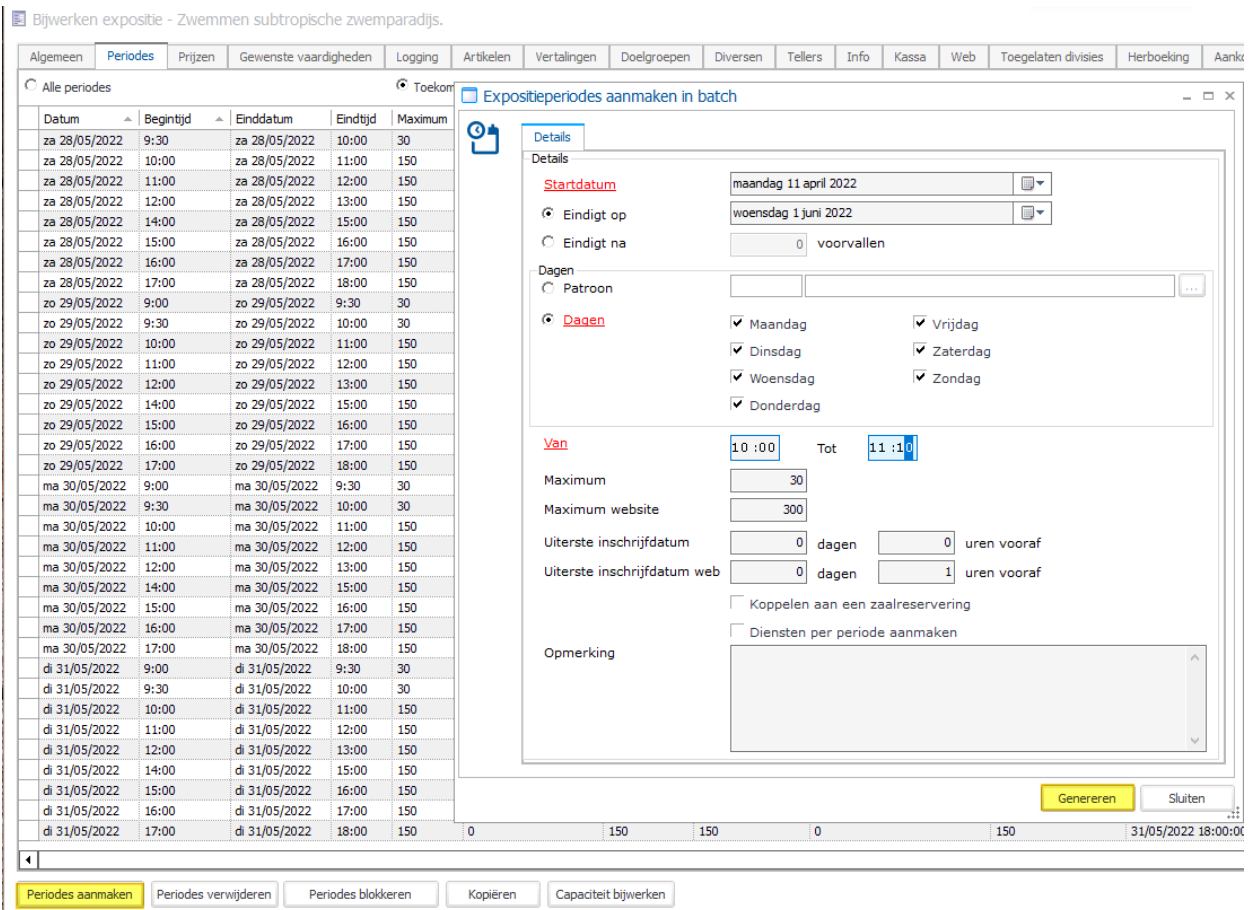 Bijwerken expositie - Zwemmen subtropische zwemparadijs.
Algemeen Periodes Prijzen Gewenste vaardigheden Logging Artikelen Vertalingen Doelgroepen Diversen Tellers Info Kassa Web Toegelaten divisies Herboeking Aanko
Alle periodes Toekom
Datum Begintijd Einddatum Eindtijd Maximum
za 28/05/2022 9:30 za 28/05/2022 10:00 30
za 28/05/2022 10:00 za 28/05/2022 11:00 150
za 28/05/2022 11:00 za 28/05/2022 12:00 150
za 28/05/2022 12:00 za 28/05/2022 13:00 150
za 28/05/2022 14:00 za 28/05/2022 15:00 150
za 28/05/2022 15:00 za 28/05/2022 16:00 150
za 28/05/2022 16:00 za 28/05/2022 17:00 150
za 28/05/2022 17:00 za 28/05/2022 18:00 150
zo 29/05/2022 9:00 zo 29/05/2022 9:30 30
zo 29/05/2022 9:30 zo 29/05/2022 10:00 30
zo 29/05/2022 10:00 zo 29/05/2022 11:00 150
zo 29/05/2022 11:00 zo 29/05/2022 12:00 150
zo 29/05/2022 12:00 zo 29/05/2022 13:00 150
zo 29/05/2022 14:00 zo 29/05/2022 15:00 150
zo 29/05/2022 15:00 zo 29/05/2022 16:00 150
zo 29/05/2022 16:00 zo 29/05/2022 17:00 150
zo 29/05/2022 17:00 zo 29/05/2022 18:00 150
ma 30/05/2022 9:00 ma 30/05/2022 9:30 30
ma 30/05/2022 9:30 ma 30/05/2022 10:00 30
ma 30/05/2022 10:00 ma 30/05/2022 11:00 150
ma 30/05/2022 11:00 ma 30/05/2022 12:00 150
ma 30/05/2022 12:00 ma 30/05/2022 13:00 150
ma 30/05/2022 14:00 ma 30/05/2022 15:00 150
ma 30/05/2022 15:00 ma 30/05/2022 16:00 150
ma 30/05/2022 16:00 ma 30/05/2022 17:00 150
ma 30/05/2022 17:00 ma 30/05/2022 18:00 150
di 31/05/2022 9:00 di 31/05/2022 9:30 30
di 31/05/2022 9:30 di 31/05/2022 10:00 30
di 31/05/2022 10:00 di 31/05/2022 11:00 150
di 31/05/2022 11:00 di 31/05/2022 12:00 150
di 31/05/2022 12:00 di 31/05/2022 13:00 150
di 31/05/2022 14:00 di 31/05/2022 15:00 150
di 31/05/2022 15:00 di 31/05/2022 16:00 150
di 31/05/2022 16:00 di 31/05/2022 17:00 150
di 31/05/2022 17:00 di 31/05/2022 18:00 150 0 150 150 0 150 31/05/2022 18:00:00
Periodes aanmaken Periodes verwijderen Periodes blokkeren Kopiëren Capaciteit bijwerken
Expositieperiodes aanmaken in batch
Details
Details
Startdatum maandag 11 april 2022
Eindigt op woensdag 1 juni 2022
Eindigt na 0 voorvallen
Dagen
Patroon ...
Dagen Maandag Vrijdag
Dinsdag Zaterdag
Woensdag Zondag
Donderdag
Van 10 :00 Tot 11 :10
Maximum 30
Maximum website 300
Uiterste inschrijfdatum 0 dagen 0 uren vooraf
Uiterste inschrijfdatum web 0 dagen 1 uren vooraf
Koppelen aan een zaalreservering
Diensten per periode aanmaken
Opmerking
Genereren Sluiten